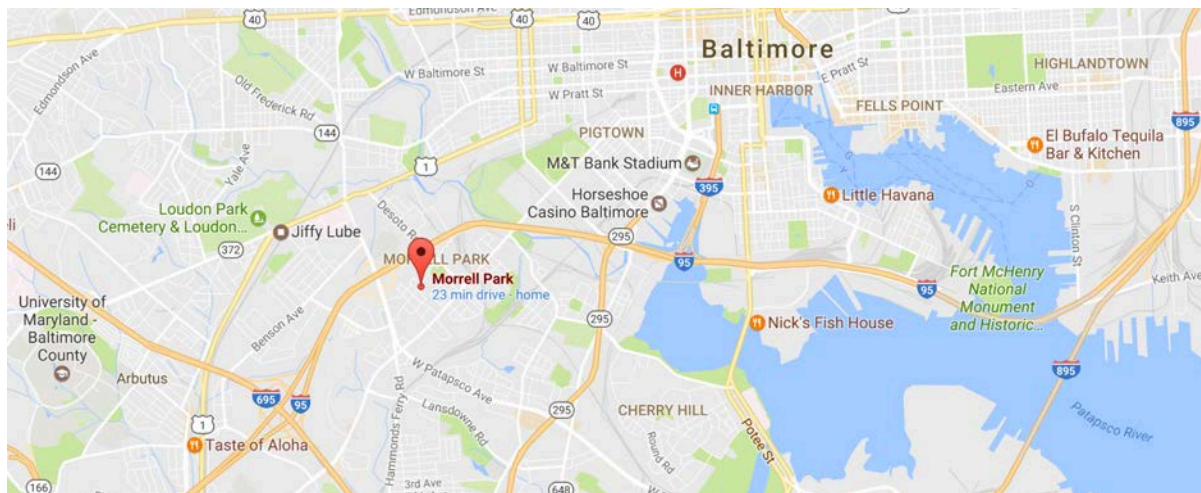 40
Edmondson Ave
1
40
40
Baltimore
W Baltimore St
W Baltimore St
H
E Pratt St
HIGHLANDTOWN
Edmondson Ave
Old Frederick Rd
W Pratt St
INNER HARBOR
Eastern Ave
FELLS POINT
895
144
PIGTOWN
El Bufalo Tequila
Bar & Kitchen
144
Yale Ave
1
M&T Bank Stadium
395
Little Havana
Loudon Park
Cemetery & Loudon...
Horseshoe
Casino Baltimore
S Clinton St
Jiffy Lube
Desoto Rd
372
295
MORRELL PARK
95
Morrell Park
23 min drive - home
Fort McHenry
National
Monument
and Historic...
Keith Ave
95
University of
Maryland -
Baltimore
County
Benson Ave
295
Nick's Fish House
Arbutus
W Patapsco Ave
895
695
95
Hammonds Ferry Rd
Lansdowne Rd
295
CHERRY HILL
Potee St
Patapsco River
1
Taste of Aloha
Round Rd
3rd Ave
648
166